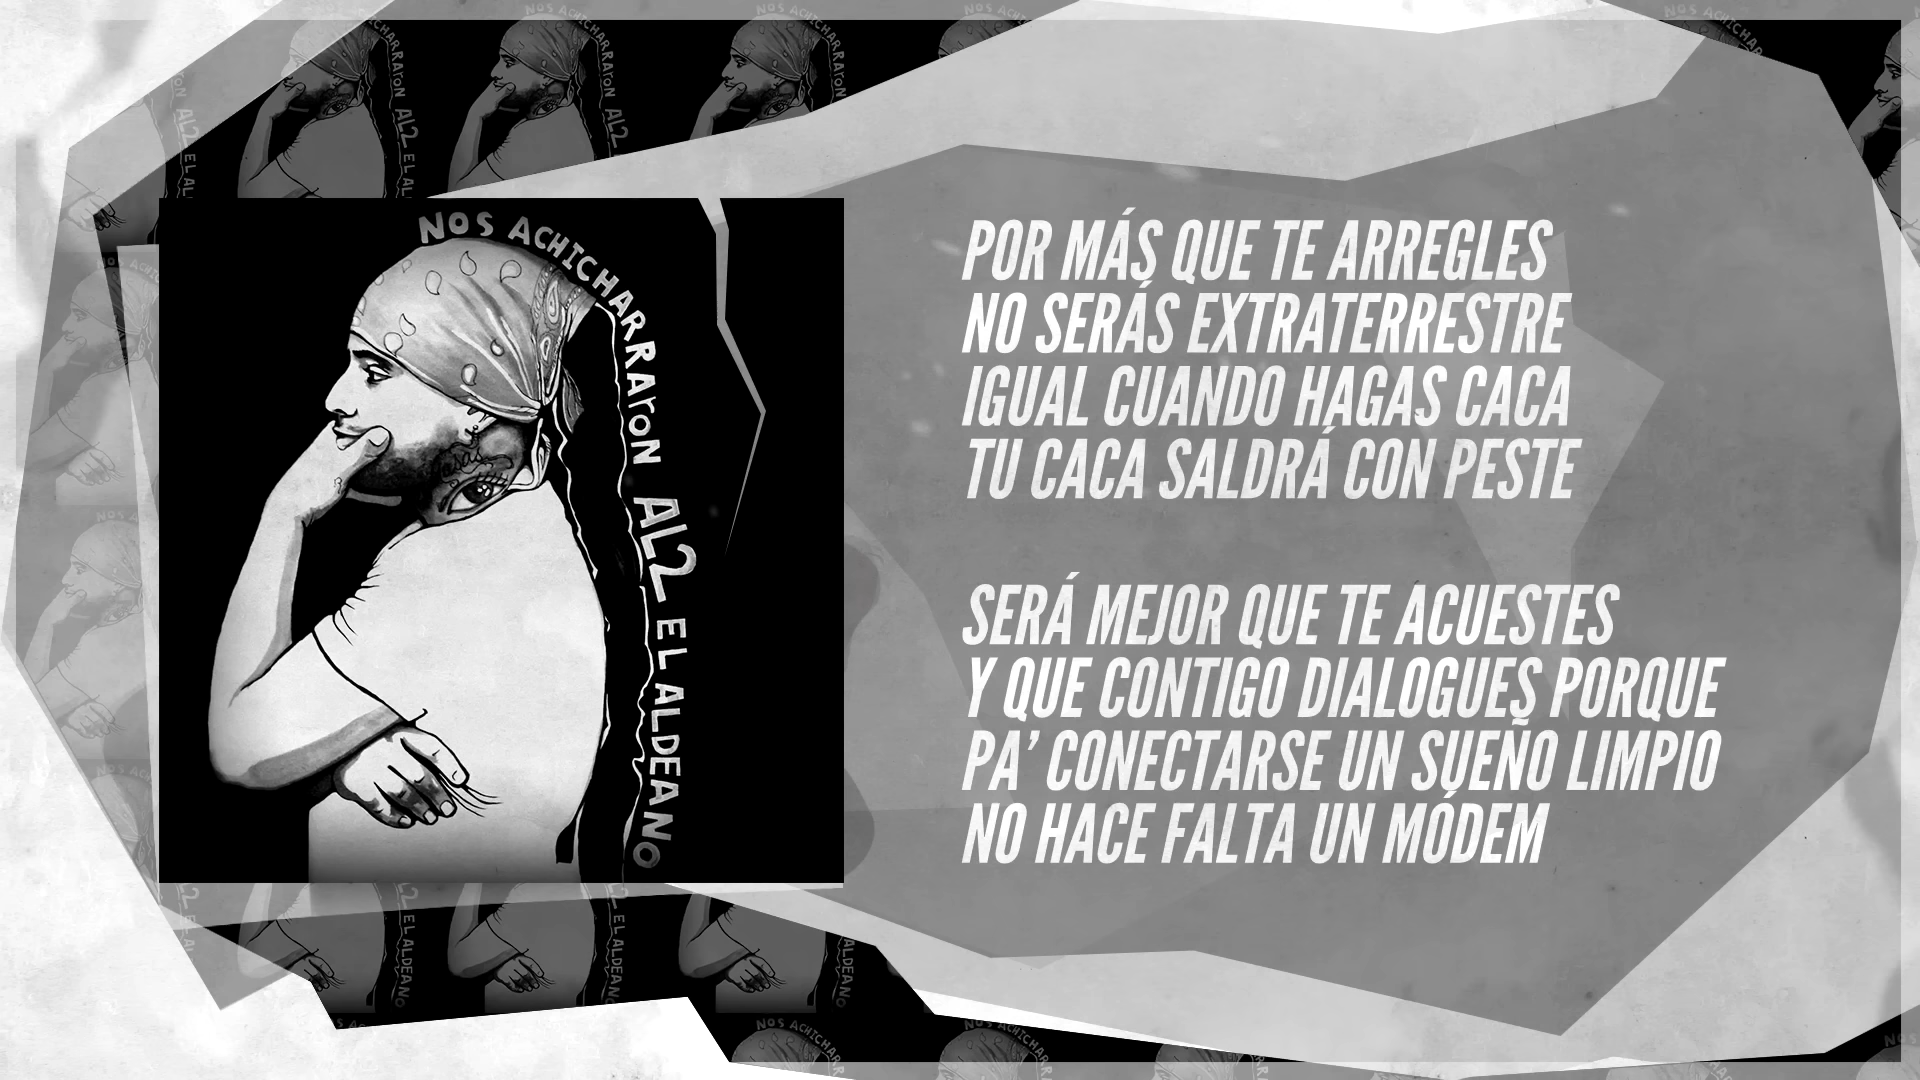 NOS ACHICHARRARON AL2 EL ALDEANO
POR MÁS QUE TE ARREGLES
NO SERÁS EXTRATERRESTRE
IGUAL CUANDO HAGAS CACA
TU CACA SALDRÁ CON PESTE
SERÁ MEJOR QUE TE ACUESTES
Y QUE CONTIGO DIALOGUES PORQUE
PA’ CONECTARSE UN SUEÑO LIMPIO
NO HACE FALTA UN MÓDEM